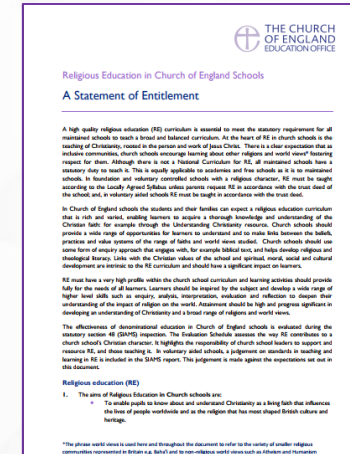 THE CHURCH
OF ENGLAND
EDUCATION OFFICE
Religious Education in Church of England Schools
A Statement of Entitlement
A high quality religious education (RE) curriculum is essential to meet the statutory requirement for all
maintained schools to teach a broad and balanced curriculum. At the heart of RE in church schools is the
teaching of Christianity, rooted in the person and work of Jesus Christ. There is a clear expectation that as
inclusive communities, church schools encourage learning about other religions and world views* fostering
respect for them. Although there is not a National Curriculum for RE, all maintained schools have a
statutory duty to teach it. This is equally applicable to academies and free schools as it is to maintained
schools. In foundation and voluntary controlled schools with a religious character, RE must be taught
according to the Locally Agreed Syllabus unless parents request RE in accordance with the trust deed of
the school; and, in voluntary aided schools RE must be taught in accordance with the trust deed.
In Church of England schools the students and their families can expect a religious education curriculum
that is rich and varied, enabling learners to acquire a thorough knowledge and understanding of the
Christian faith: for example through the Understanding Christianity resource. Church schools should
provide a wide range of opportunities for learners to understand and to make links between the beliefs,
practices and value systems of the range of faiths and world views studied. Church schools should use
some form of enquiry approach that engages with, for example biblical text, and helps develop religious and
theological literacy. Links with the Christian values of the school and spiritual, moral, social and cultural
development are intrinsic to the RE curriculum and should have a significant impact on learners.
RE must have a very high profile within the church school curriculum and learning activities should provide
fully for the needs of all learners. Learners should be inspired by the subject and develop a wide range of
higher level skills such as enquiry, analysis, interpretation, evaluation and reflection to deepen their
understanding of the impact of religion on the world. Attainment should be high and progress significant in
developing an understanding of Christianity and a broad range of religions and world views.
The effectiveness of denominational education in Church of England schools is evaluated during the
statutory section 48 (SIAMS) inspection. The Evaluation Schedule assesses the way RE contributes to a
church school's Christian character. It highlights the responsibility of church school leaders to support and
resource RE, and those teaching it. In voluntary aided schools, a judgement on standards in teaching and
learning in RE is included in the SIAMS report. This judgement is made against the expectations set out in
this document.
Religious education (RE)
1. The aims of Religious Education in Church schools are:
• To enable pupils to know about and understand Christianity as a living faith that influences
the lives of people worldwide and as the religion that has most shaped British culture and
heritage.
*The phrase world views is used here and throughout the document to refer to the variety of smaller religious
communities represented in Britain e.g. Baha'i and to non-religious world views such as Atheism and Humanism